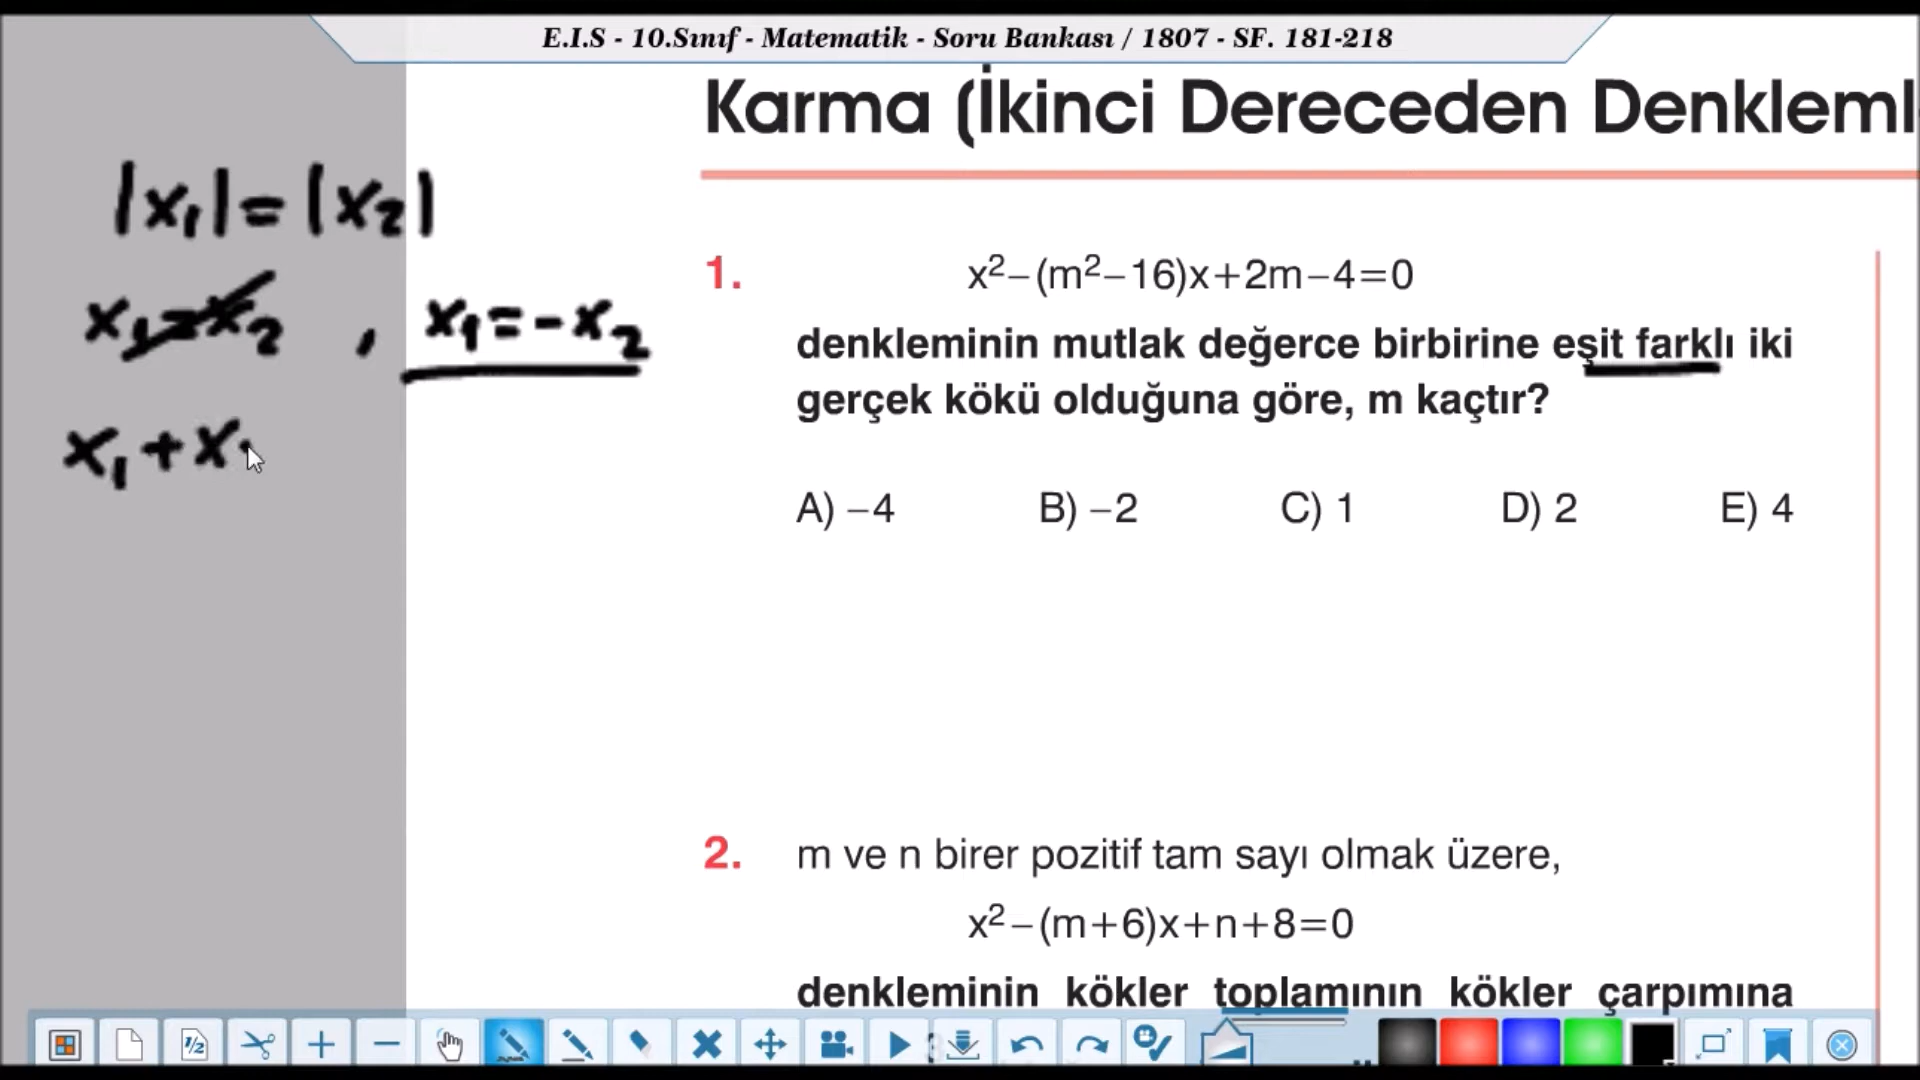 E.I.S - 10.Sınıf - Matematik - Soru Bankası / 1807 - SF. 181-218
Karma (İkinci Dereceden Denkleml
|x₁|=|x₂|
x₁=x₂ , x₁=-x₂
x₁+x
1. x²−(m²−16)x+2m−4=0
denkleminin mutlak değerce birbirine eşit farklı iki
gerçek kökü olduğuna göre, m kaçtır?
A) −4 B) −2 C) 1 D) 2 E) 4
2. m ve n birer pozitif tam sayı olmak üzere,
x²−(m+6)x+n+8=0
denkleminin kökler toplamının kökler çarpımına
1/2